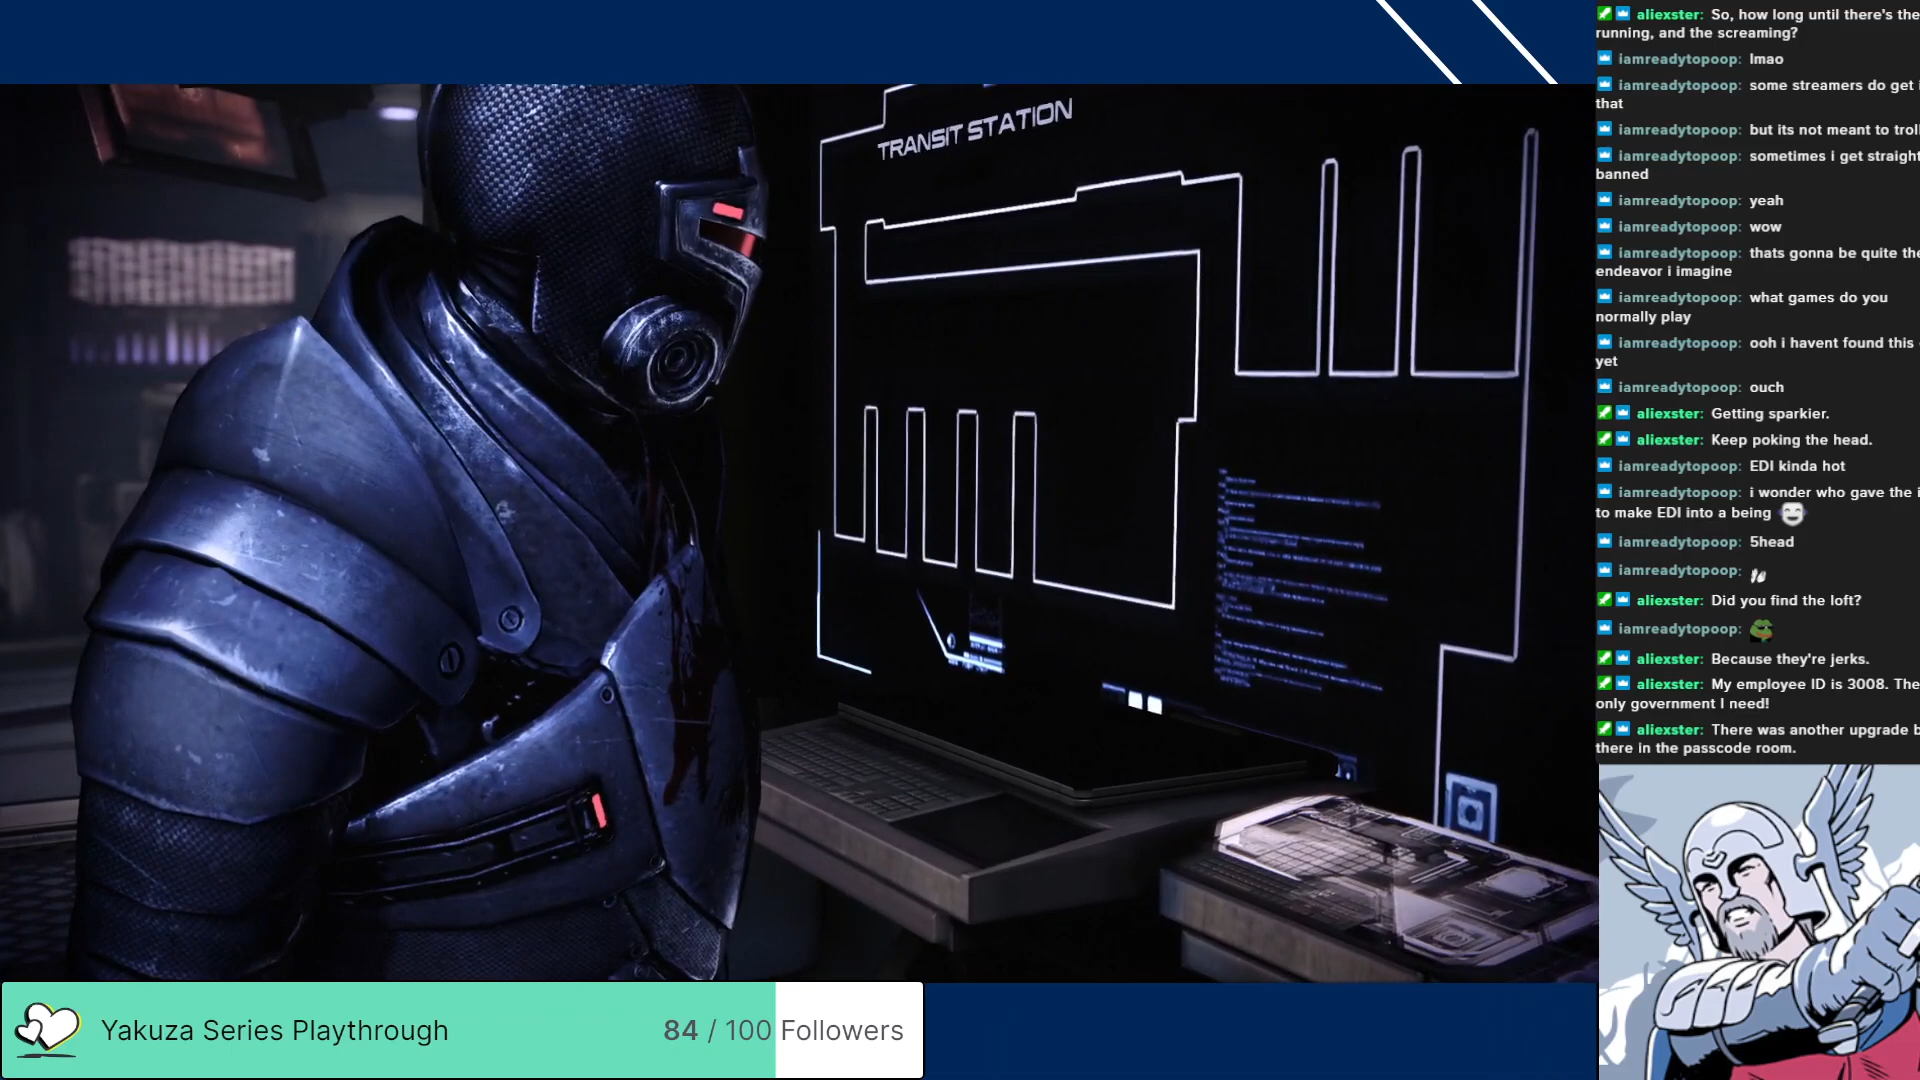 TRANSIT STATION
aliexster: So, how long until there's the
running, and the screaming?
iamreadytopoop: lmao
iamreadytopoop: some streamers do get i
that
iamreadytopoop: but its not meant to troll
iamreadytopoop: sometimes i get straight
banned
iamreadytopoop: yeah
iamreadytopoop: wow
iamreadytopoop: thats gonna be quite the
endeavor i imagine
iamreadytopoop: what games do you
normally play
iamreadytopoop: ooh i havent found this
yet
iamreadytopoop: ouch
aliexster: Getting sparkier.
aliexster: Keep poking the head.
iamreadytopoop: EDI kinda hot
iamreadytopoop: i wonder who gave the i
to make EDI into a being
iamreadytopoop: 5head
iamreadytopoop:
aliexster: Did you find the loft?
iamreadytopoop:
aliexster: Because they're jerks.
aliexster: My employee ID is 3008. The
only government I need!
aliexster: There was another upgrade b
there in the passcode room.
Yakuza Series Playthrough
84 / 100 Followers